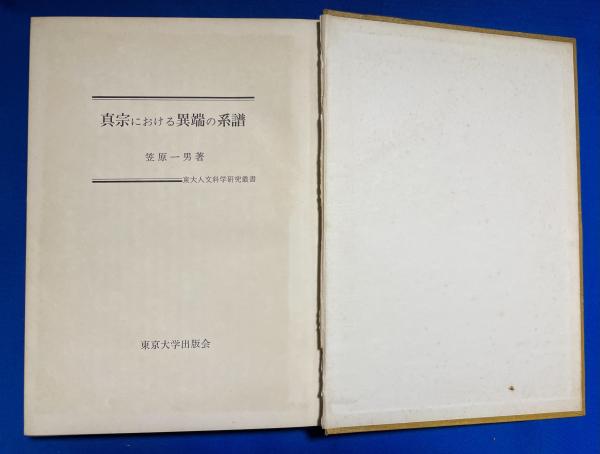 真宗における異端の系譜
笠原一男著
東大人文科学研究叢書
東京大学出版会